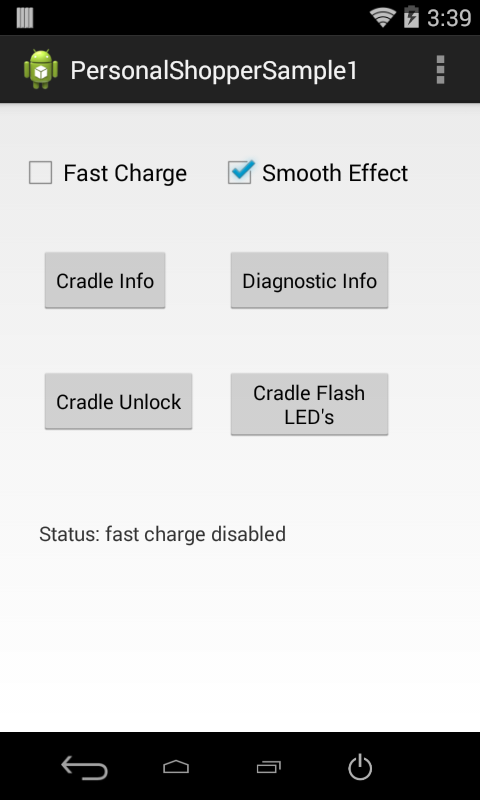 3:39
PersonalShopperSample1
Fast Charge
Smooth Effect
Cradle Info
Diagnostic Info
Cradle Unlock
Cradle Flash
LED's
Status: fast charge disabled